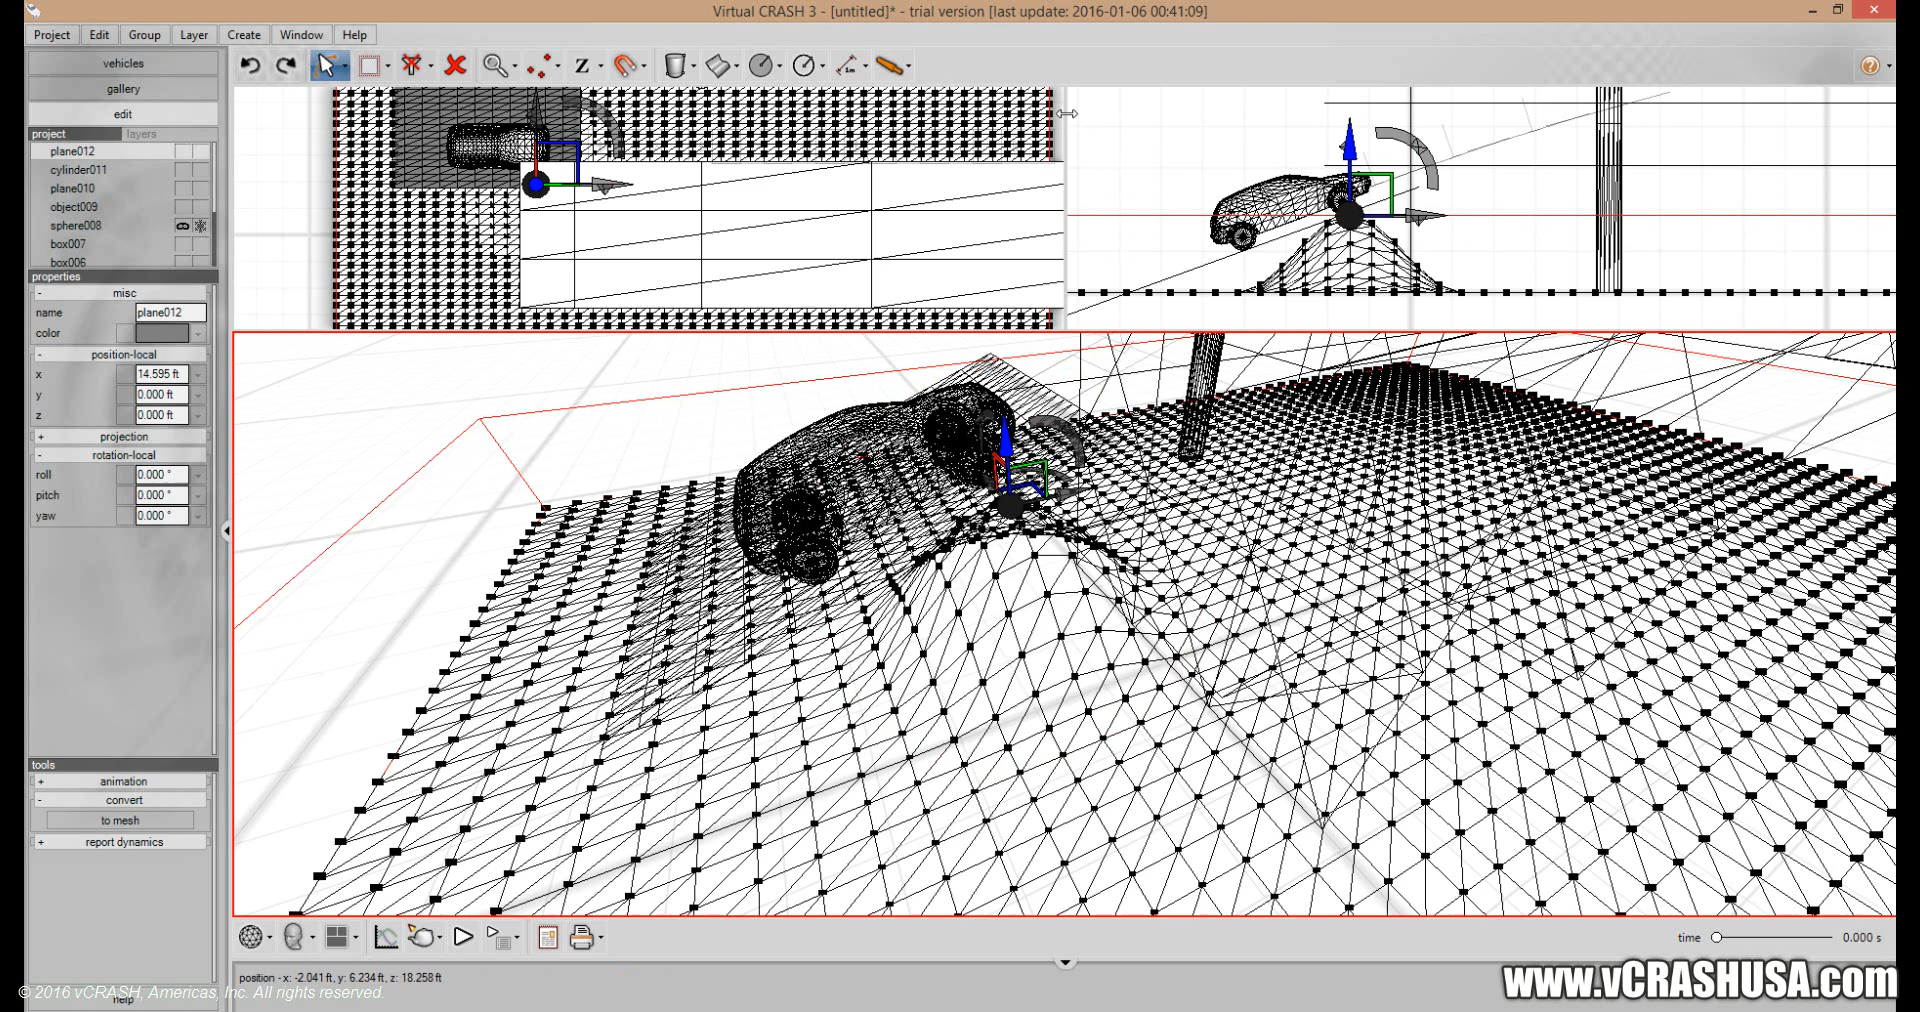 Virtual CRASH 3 - [untitled]* - trial version [last update: 2016-01-06 00:41:09]
Project Edit Group Layer Create Window Help
vehicles
gallery
edit
project layers
plane012
cylinder011
plane010
object009
sphere008
box007
box006
properties
- misc
name plane012
color
- position-local
x 14.595 ft
y 0.000 ft
z 0.000 ft
+ projection
- rotation-local
roll 0.000 °
pitch 0.000 °
yaw 0.000 °
tools
+ animation
- convert
to mesh
+ report dynamics
help
Z
1m
?
time 0.000 s
position - x: -2.041 ft, y: 6.234 ft, z: 18.258 ft
© 2016 vCRASH, Americas, Inc. All rights reserved.
www.vCRASHUSA.com